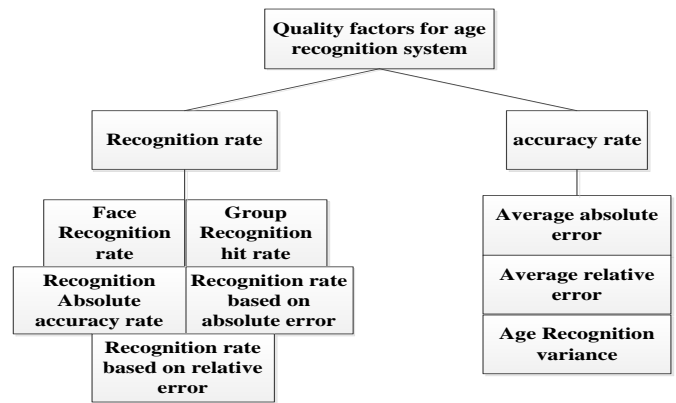 Quality factors for age
recognition system
Recognition rate
accuracy rate
Face
Recognition
rate
Group
Recognition
hit rate
Recognition
Absolute
accuracy rate
Recognition rate
based on
absolute error
Recognition rate
based on relative
error
Average absolute
error
Average relative
error
Age Recognition
variance